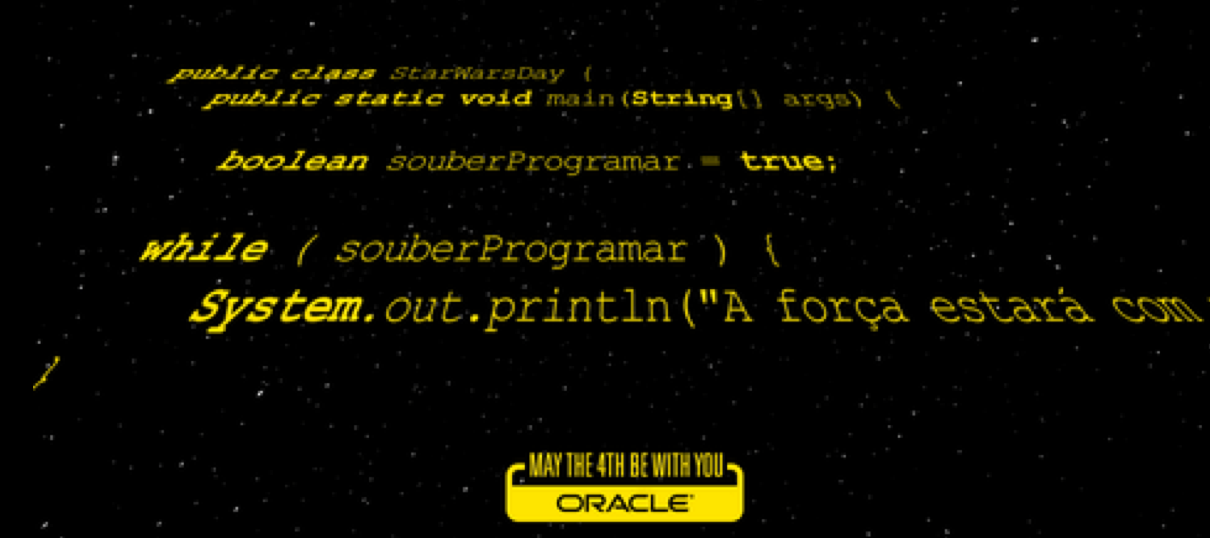 public class StarWarsDay {
public static void main(String[] args) {
boolean souberProgramar = true;
while ( souberProgramar ) {
System.out.println("A força estará com
}
MAY THE 4TH BE WITH YOU
ORACLE®